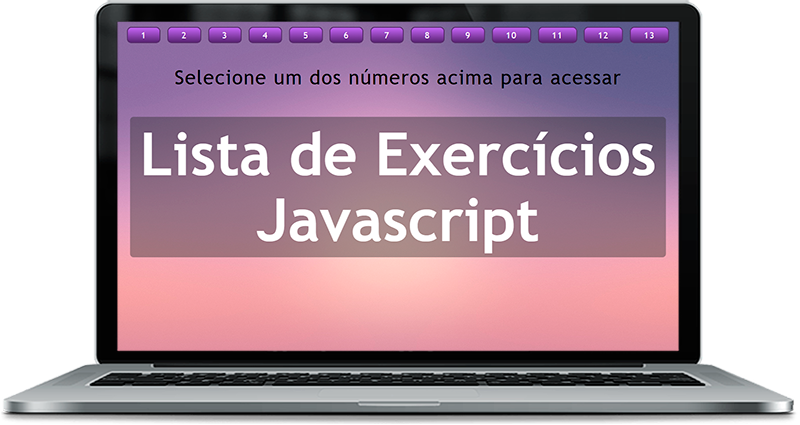 1 2 3 4 5 6 7 8 9 10 11 12 13
Selecione um dos números acima para acessar
Lista de Exercícios
Javascript